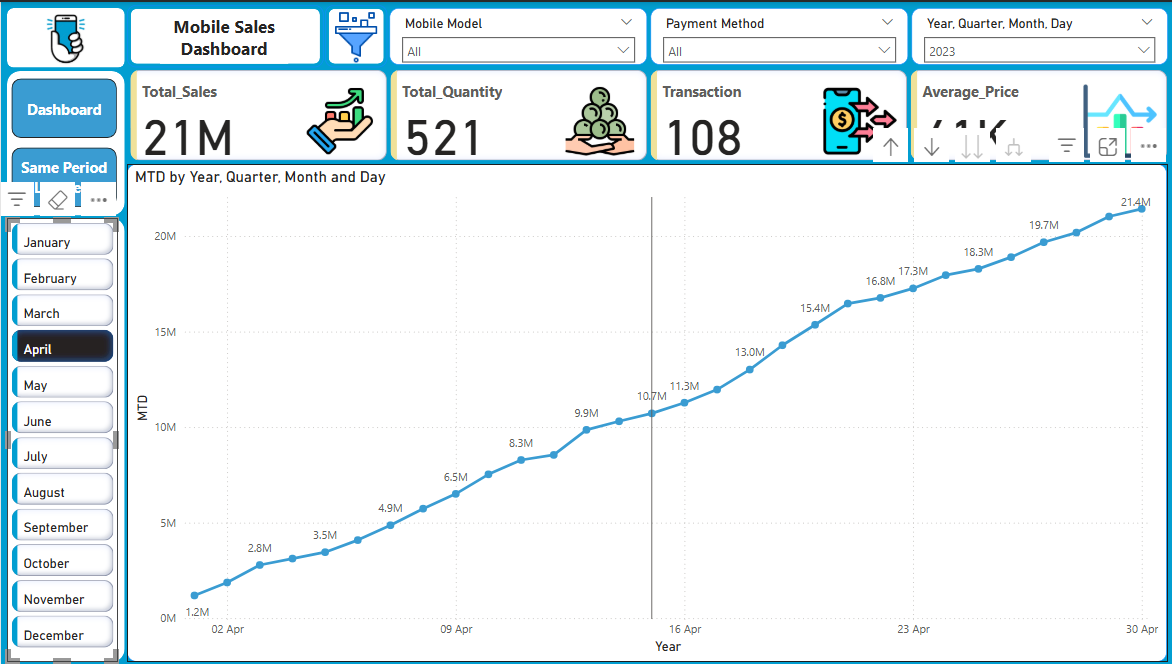 Mobile Sales
Dashboard
Mobile Model
All
Payment Method
All
Year, Quarter, Month, Day
2023
Dashboard
Same Period
Total_Sales
21M
Total_Quantity
521
Transaction
108
Average_Price
MTD by Year, Quarter, Month and Day
January
February
March
April
May
June
July
August
September
October
November
December
MTD
20M
15M
10M
5M
0M
1.2M
2.8M
3.5M
4.9M
6.5M
8.3M
9.9M
10.7M
11.3M
13.0M
15.4M
16.8M
17.3M
18.3M
19.7M
21.4M
02 Apr
09 Apr
16 Apr
23 Apr
30 Apr
Year